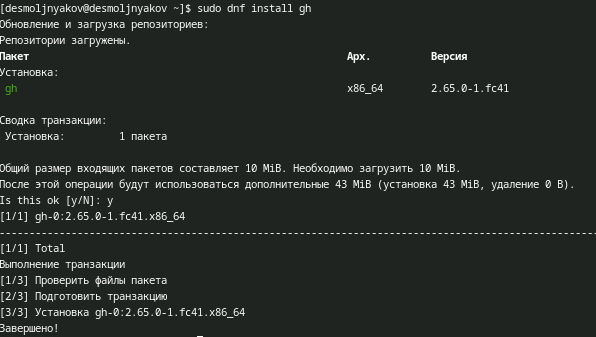 [desmoljnyakov@desmoljnyakov ~]$ sudo dnf install gh
Обновление и загрузка репозиториев:
Репозитории загружены.
Пакет Арх. Версия
Установка:
gh x86_64 2.65.0-1.fc41
Сводка транзакции:
Установка: 1 пакета
Общий размер входящих пакетов составляет 10 MiB. Необходимо загрузить 10 MiB.
После этой операции будут использоваться дополнительные 43 MiB (установка 43 MiB, удаление 0 B).
Is this ok [y/N]: y
[1/1] gh-0:2.65.0-1.fc41.x86_64
----------------------------------------------------------------------------------------------------
[1/1] Total
Выполнение транзакции
[1/3] Проверить файлы пакета
[2/3] Подготовить транзакцию
[3/3] Установка gh-0:2.65.0-1.fc41.x86_64
Завершено!